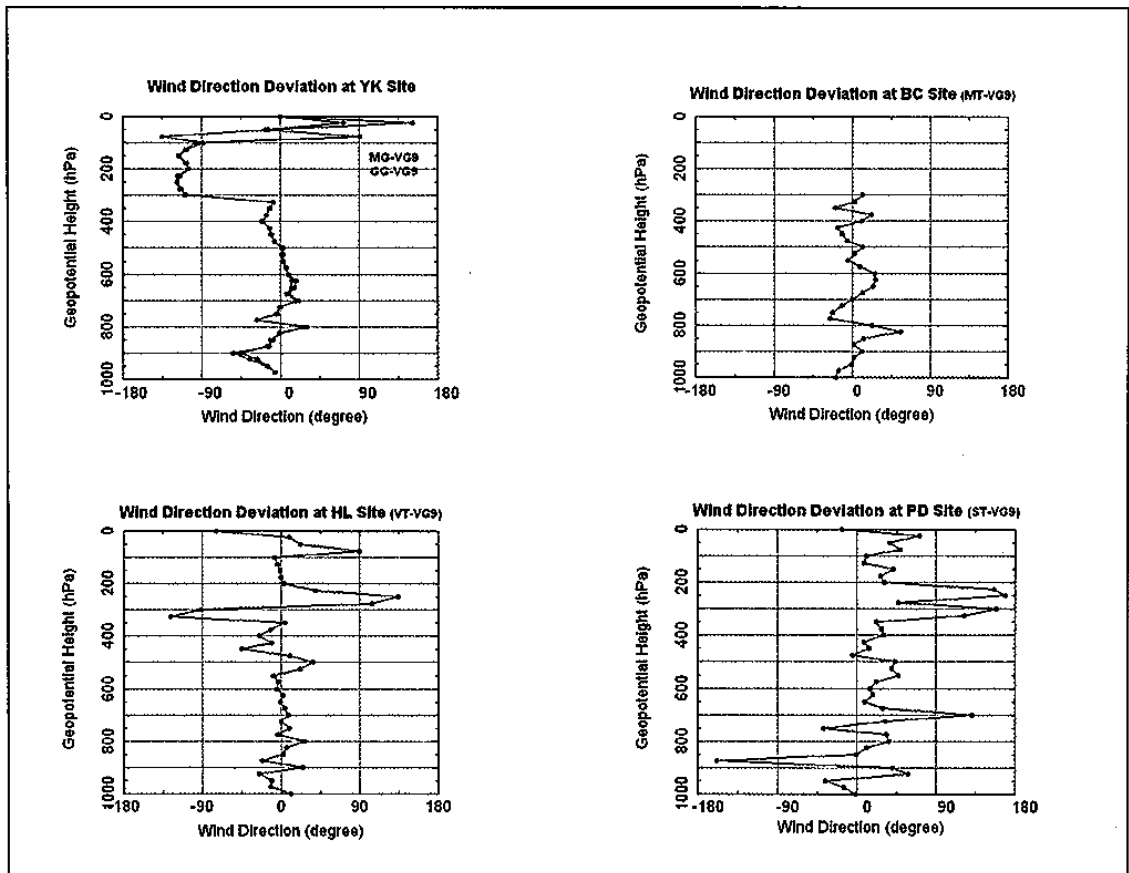 Wind Direction Deviation at YK Site
0
200
400
600
800
1000
Geopotential Height (hPa)
MG-VG9
GG-VG9
-180 -90 0 90 180
Wind Direction (degree)
Wind Direction Deviation at BC Site (MT-VG9)
0
200
400
600
800
1000
Geopotential Height (hPa)
-180 -90 0 90 180
Wind Direction (degree)
Wind Direction Deviation at HL Site (VT-VG9)
0
200
400
600
800
1000
Geopotential Height (hPa)
-180 -90 0 90 180
Wind Direction (degree)
Wind Direction Deviation at PD Site (ST-VG9)
0
200
400
600
800
1000
Geopotential Height (hPa)
-180 -90 0 90 180
Wind Direction (degree)